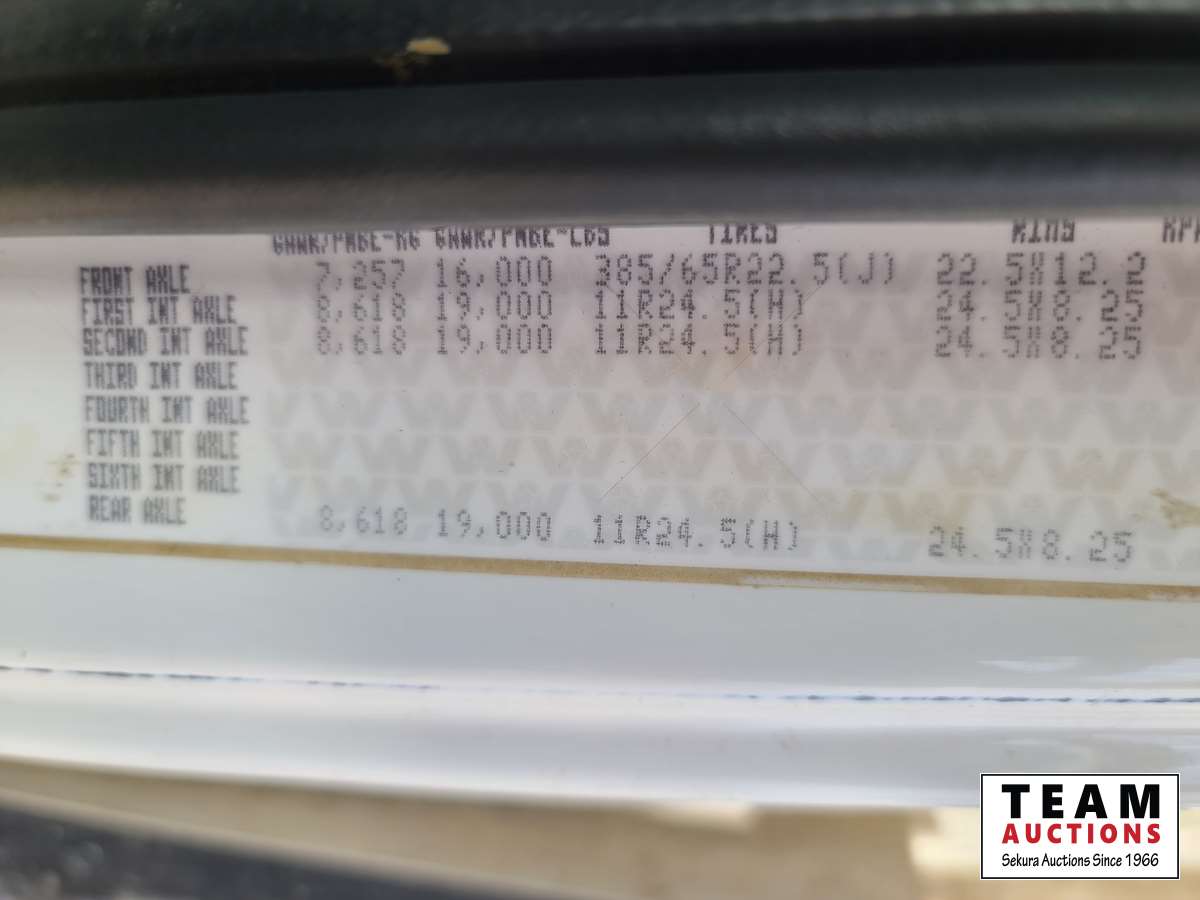 GAWR/PNBE-KG GAWR/PNBE-LBS TIRES RIMS
FRONT AXLE 7,257 16,000 385/65R22.5(J) 22.5X12.2
FIRST INT AXLE 8,618 19,000 11R24.5(H) 24.5X8.25
SECOND INT AXLE 8,618 19,000 11R24.5(H) 24.5X8.25
THIRD INT AXLE
FOURTH INT AXLE
FIFTH INT AXLE
SIXTH INT AXLE
REAR AXLE 8,618 19,000 11R24.5(H) 24.5X8.25
TEAM
AUCTIONS
Sekura Auctions Since 1966